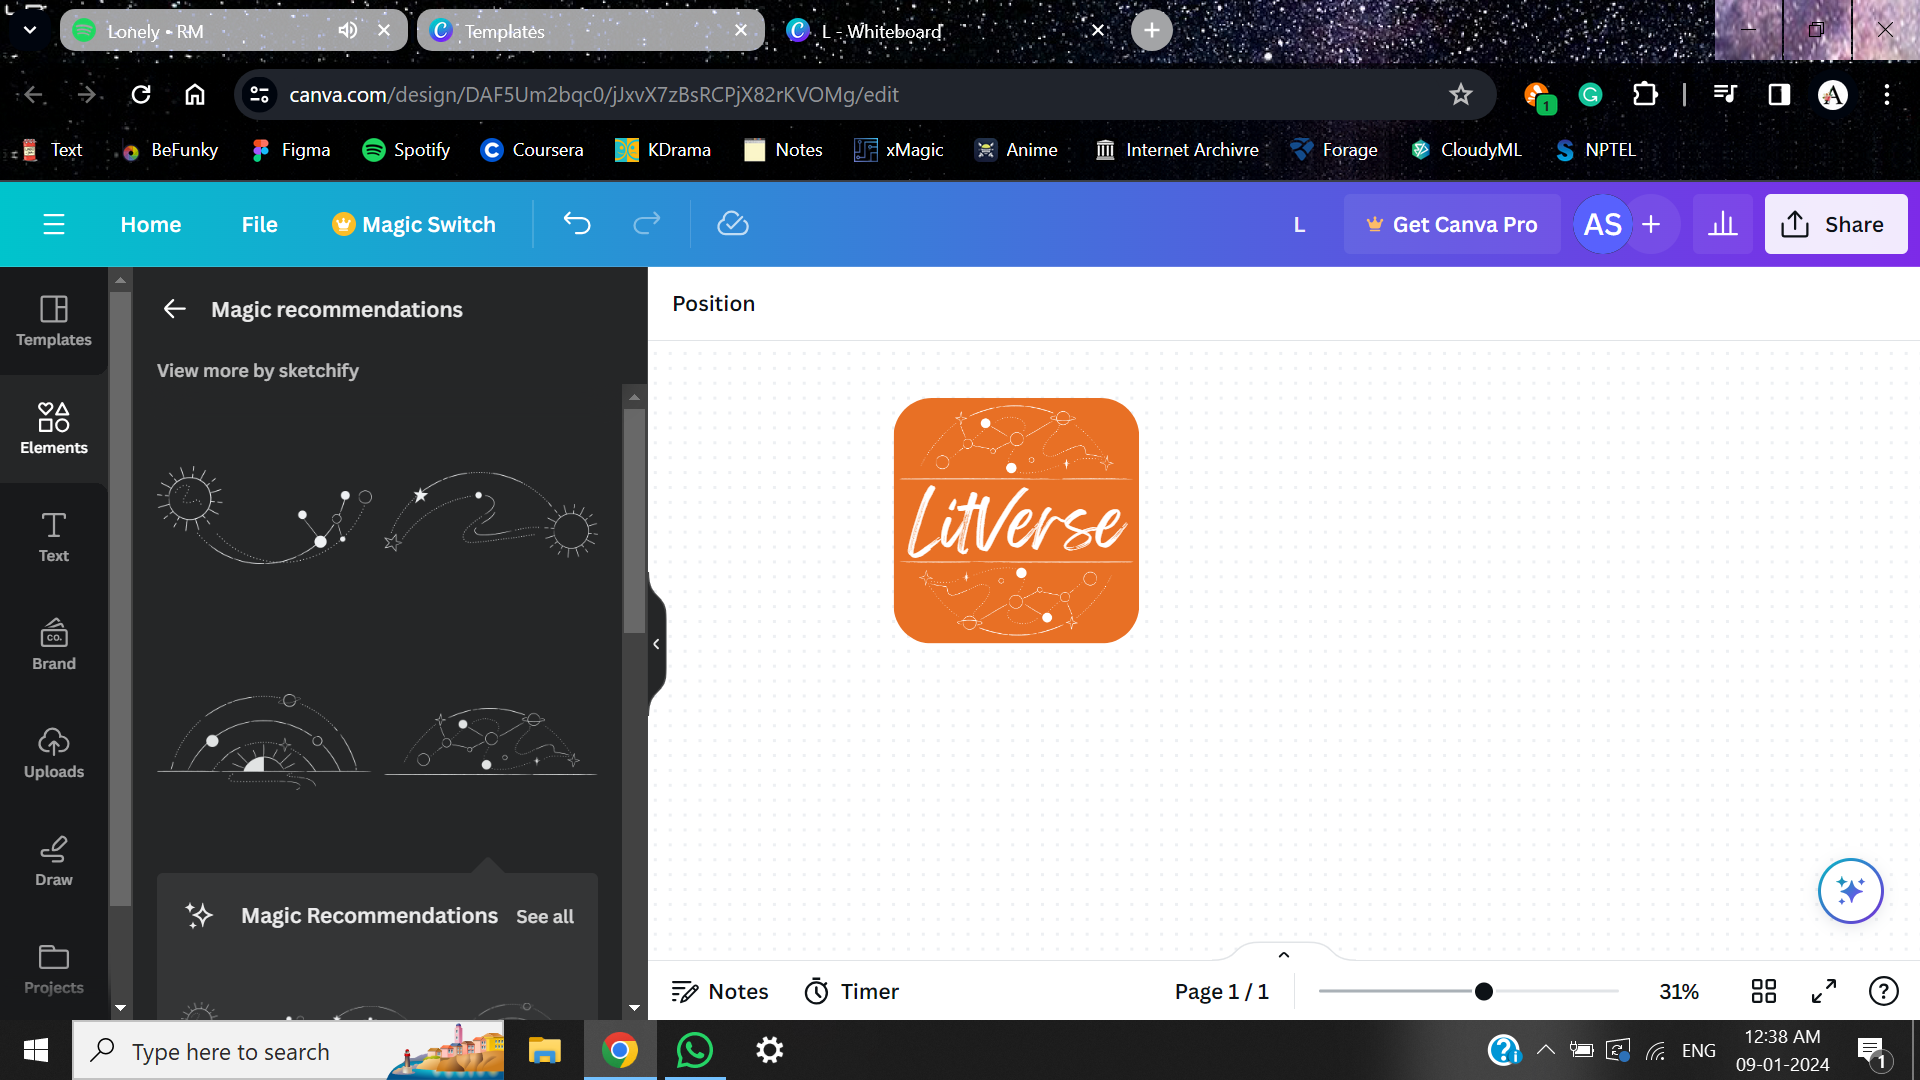 Lonely - RM
Templates
L - Whiteboard
canva.com/design/DAF5Um2bqc0/jJxvX7zBsRCPjX82rKVOMg/edit
1
Text
BeFunky
Figma
Spotify
Coursera
KDrama
Notes
xMagic
Anime
Internet Archivre
Forage
CloudyML
NPTEL
Home
File
Magic Switch
L
Get Canva Pro
AS
Share
Templates
Elements
Text
CO.
Brand
Uploads
Draw
Projects
Magic recommendations
View more by sketchify
Magic Recommendations
See all
Position
LitVerse
Notes
Timer
Page 1 / 1
31%
Type here to search
ENG
12:38 AM
09-01-2024
1